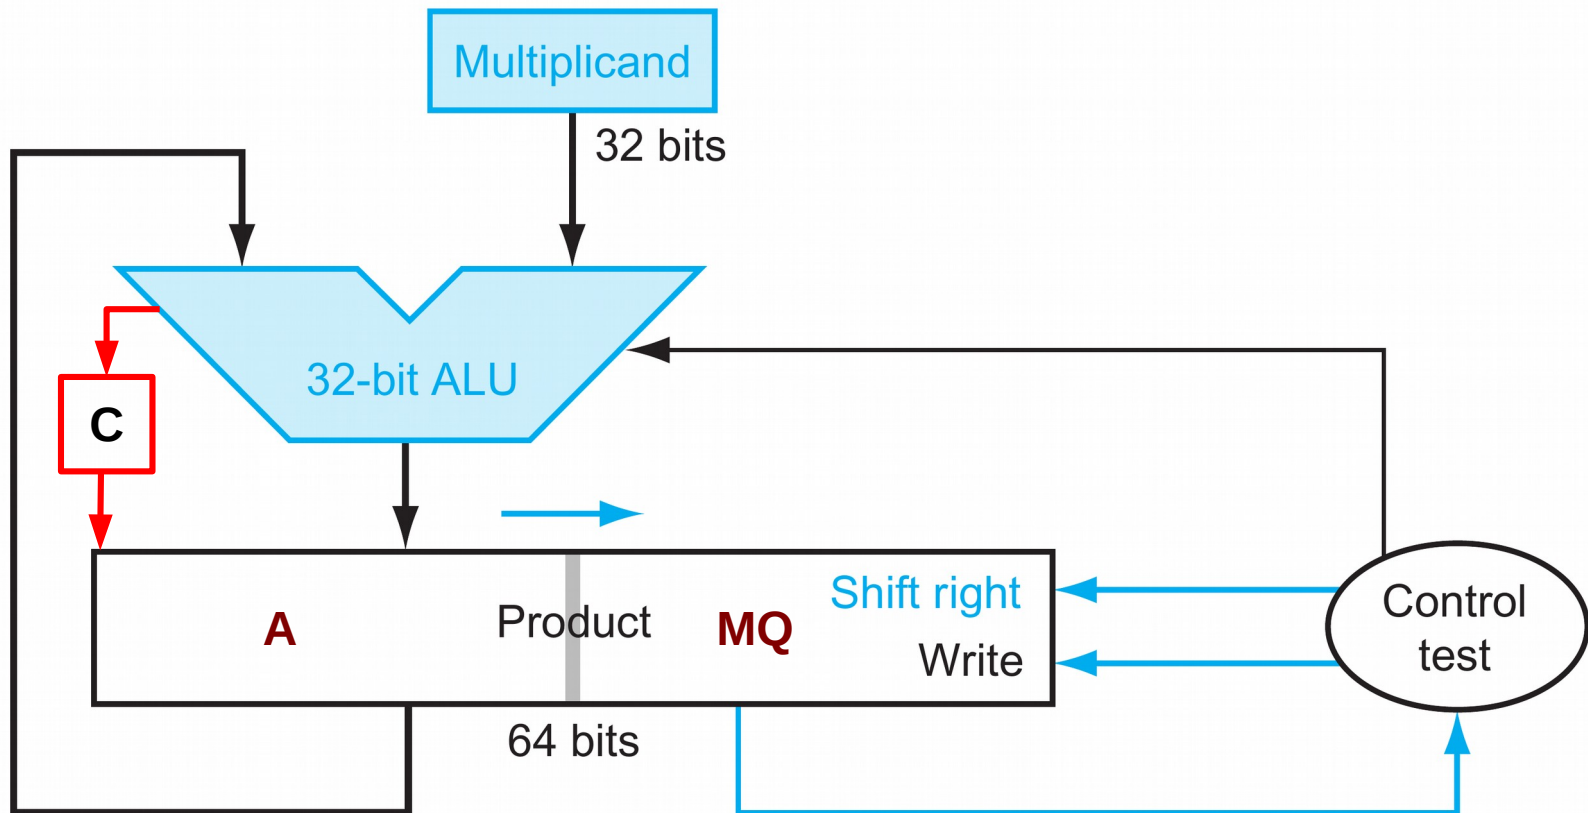 Multiplicand
32 bits
32-bit ALU
C
A
Product
MQ
Shift right
Write
64 bits
Control
test